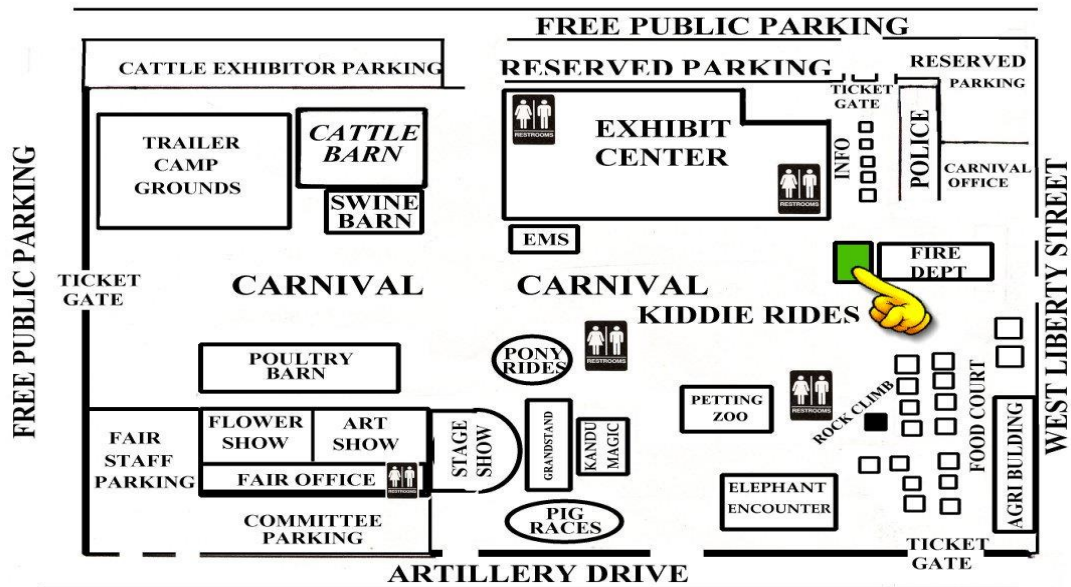 FREE PUBLIC PARKING
CATTLE EXHIBITOR PARKING
RESERVED PARKING
RESERVED
PARKING
TICKET
GATE
TRAILER
CAMP
GROUNDS
CATTLE
BARN
SWINE
BARN
RESTROOMS
EXHIBIT
CENTER
RESTROOMS
INFO
POLICE
CARNIVAL
OFFICE
EMS
FIRE
DEPT
FREE PUBLIC PARKING
TICKET
GATE
CARNIVAL
CARNIVAL
KIDDIE RIDES
WEST LIBERTY STREET
POULTRY
BARN
PONY
RIDES
RESTROOMS
PETTING
ZOO
RESTROOMS
ROCK CLIMB
FOOD COURT
AGRI BULDING
FAIR
STAFF
PARKING
FLOWER
SHOW
ART
SHOW
FAIR OFFICE
RESTROOMS
STAGE
SHOW
GRANDSTAND
KANDU
MAGIC
ELEPHANT
ENCOUNTER
PIG
RACES
COMMITTEE
PARKING
TICKET
GATE
ARTILLERY DRIVE